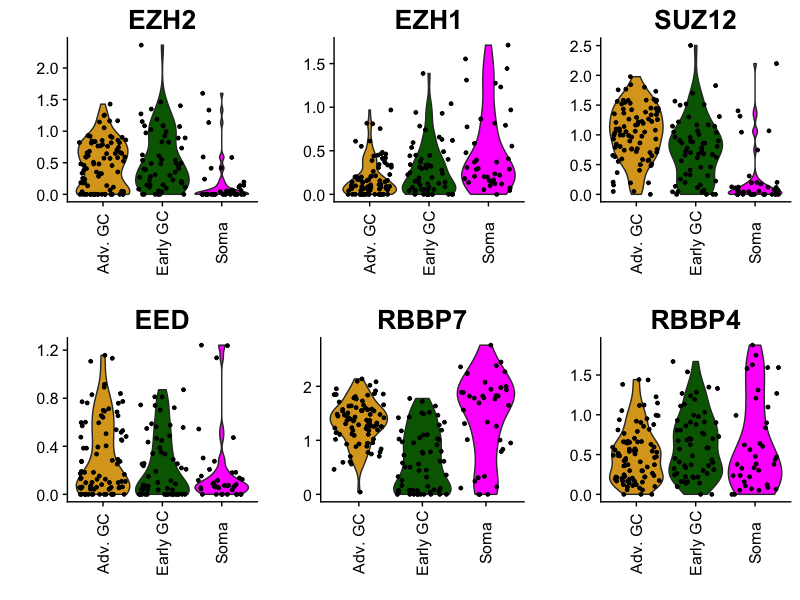 EZH2
EZH1
SUZ12
2.0
1.5
1.0
0.5
0.0
1.5
1.0
0.5
0.0
2.5
2.0
1.5
1.0
0.5
0.0
Adv. GC
Early GC
Soma
Adv. GC
Early GC
Soma
Adv. GC
Early GC
Soma
EED
RBBP7
RBBP4
1.2
0.8
0.4
0.0
2
1
0
1.5
1.0
0.5
0.0
Adv. GC
Early GC
Soma
Adv. GC
Early GC
Soma
Adv. GC
Early GC
Soma